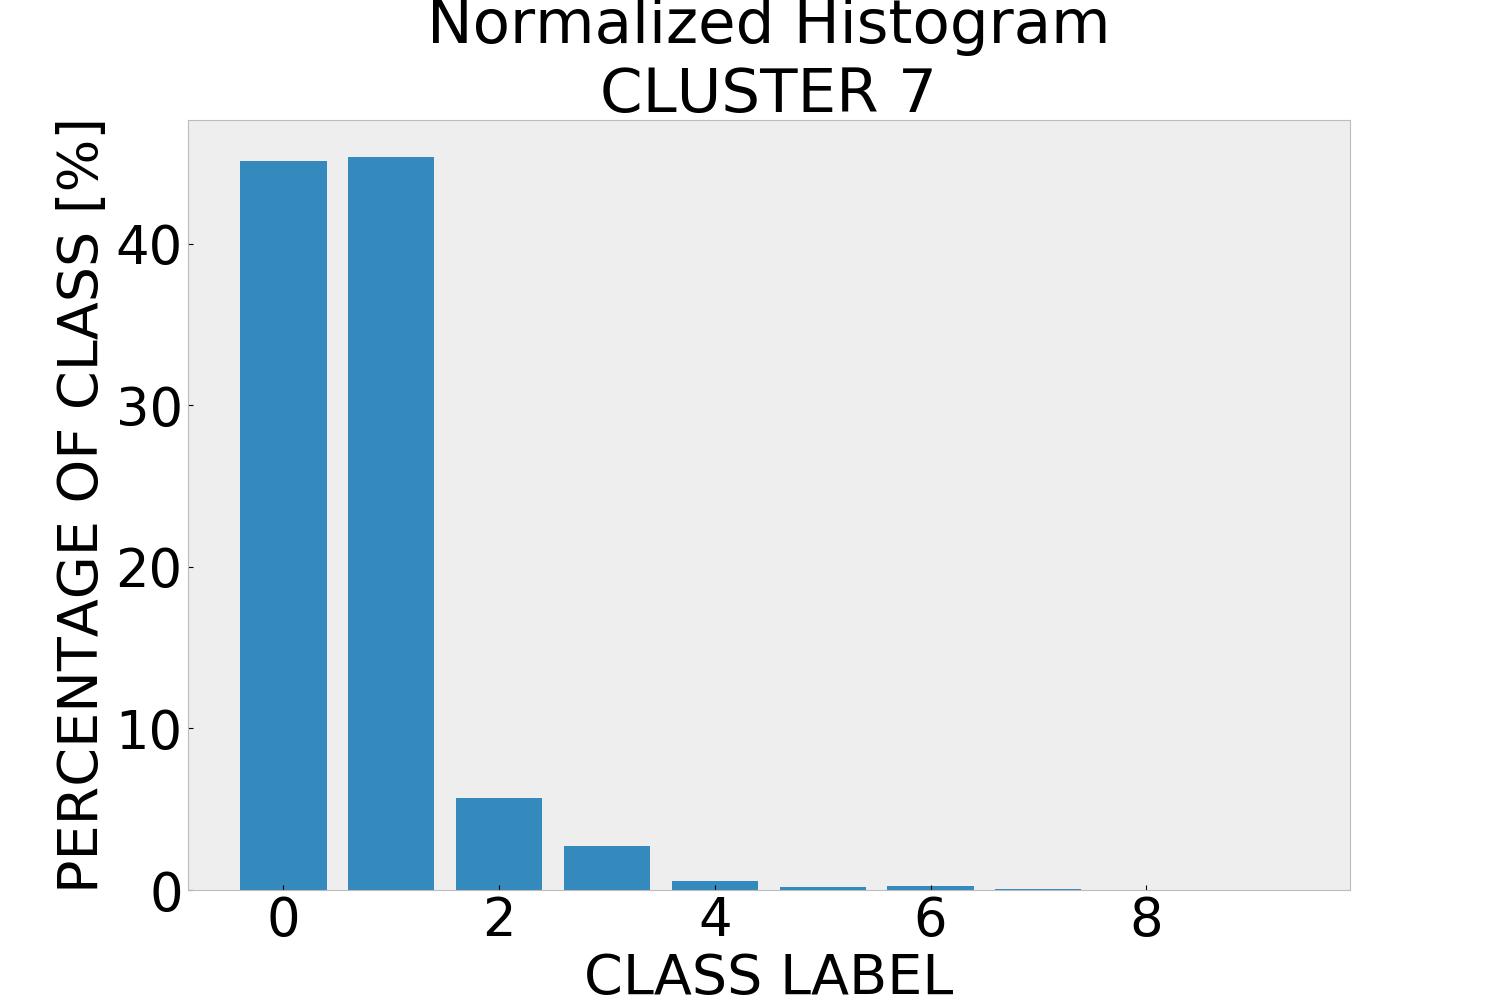 Normalized Histogram
CLUSTER 7
PERCENTAGE OF CLASS [%]
40
30
20
10
0
0 2 4 6 8
CLASS LABEL